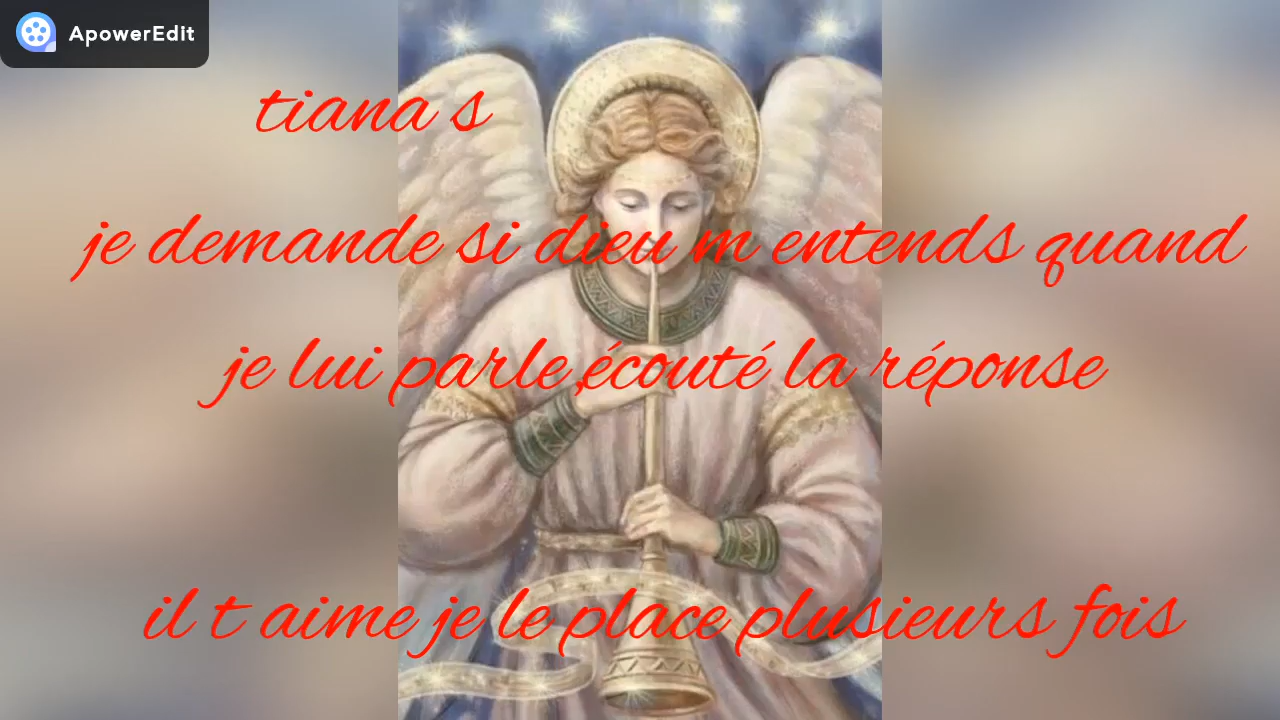 ApowerEdit
tiana s
je demande si dieu m entends quand
je lui parle,écouté la réponse
il t aime je le place plusieurs fois